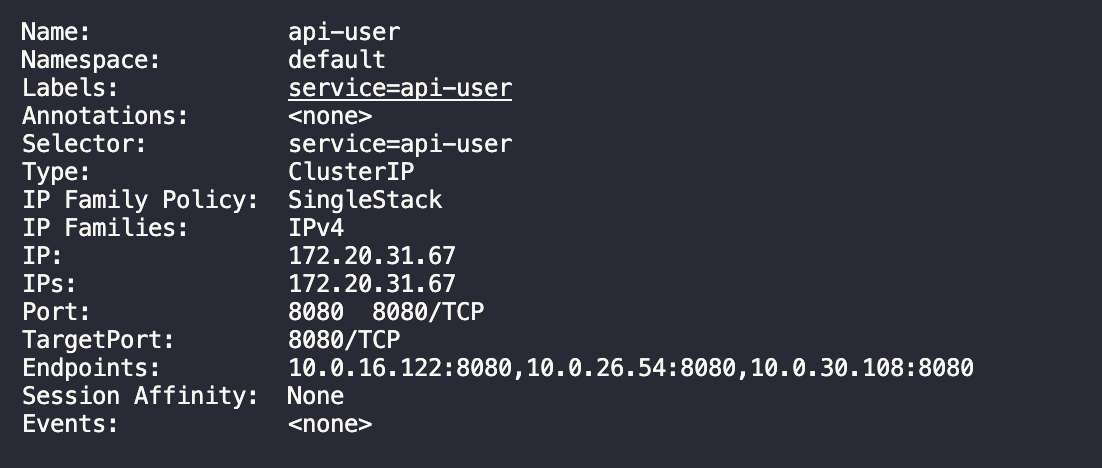 Name: api-user
Namespace: default
Labels: service=api-user
Annotations: <none>
Selector: service=api-user
Type: ClusterIP
IP Family Policy: SingleStack
IP Families: IPv4
IP: 172.20.31.67
IPs: 172.20.31.67
Port: 8080 8080/TCP
TargetPort: 8080/TCP
Endpoints: 10.0.16.122:8080,10.0.26.54:8080,10.0.30.108:8080
Session Affinity: None
Events: <none>